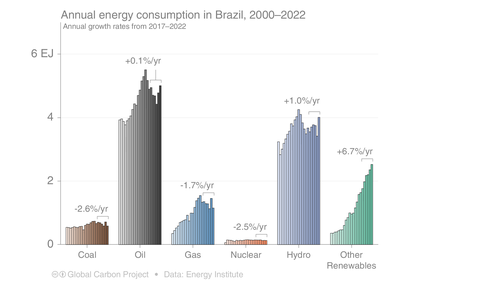 Annual energy consumption in Brazil, 2000–2022
Annual growth rates from 2017–2022
6 EJ
4
2
0
-2.6%/yr
+0.1%/yr
-1.7%/yr
-2.5%/yr
+1.0%/yr
+6.7%/yr
Coal
Oil
Gas
Nuclear
Hydro
Other
Renewables
Global Carbon Project • Data: Energy Institute